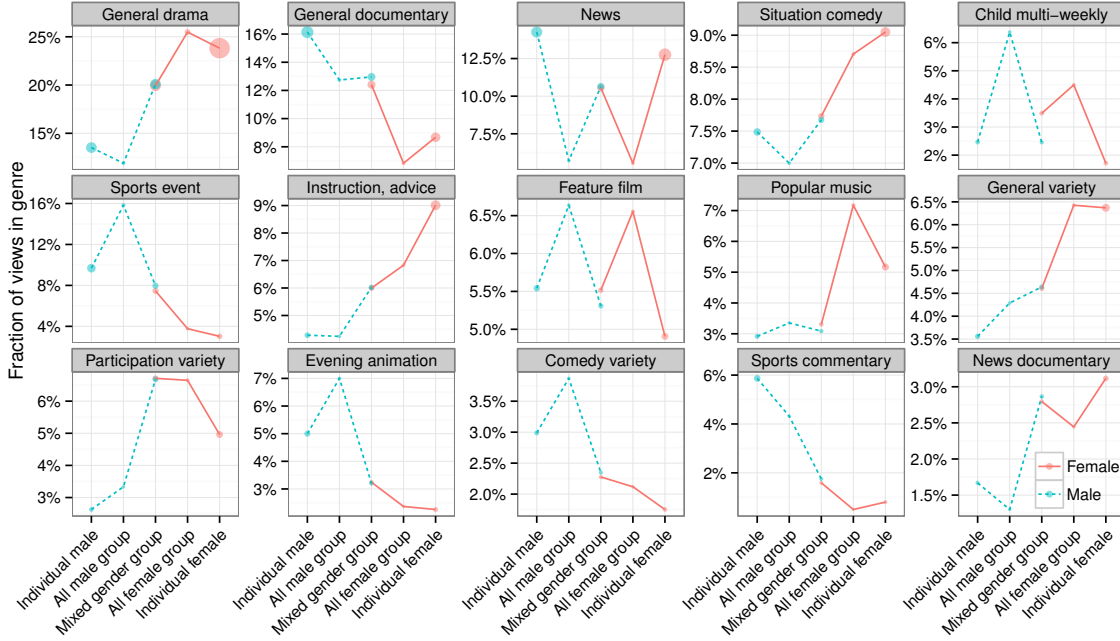 Fraction of views in genre
General drama
25%
20%
15%
General documentary
16%
14%
12%
10%
8%
News
12.5%
10.0%
7.5%
Situation comedy
9.0%
8.5%
8.0%
7.5%
7.0%
Child multi−weekly
6%
5%
4%
3%
2%
Sports event
16%
12%
8%
4%
Instruction, advice
9%
8%
7%
6%
5%
Feature film
6.5%
6.0%
5.5%
5.0%
Popular music
7%
6%
5%
4%
3%
General variety
6.5%
6.0%
5.5%
5.0%
4.5%
4.0%
3.5%
Participation variety
6%
5%
4%
3%
Evening animation
7%
6%
5%
4%
3%
Comedy variety
3.5%
3.0%
2.5%
2.0%
Sports commentary
6%
4%
2%
News documentary
3.0%
2.5%
2.0%
1.5%
Female
Male
Individual male
All male group
Mixed gender group
All female group
Individual female
Individual male
All male group
Mixed gender group
All female group
Individual female
Individual male
All male group
Mixed gender group
All female group
Individual female
Individual male
All male group
Mixed gender group
All female group
Individual female
Individual male
All male group
Mixed gender group
All female group
Individual female